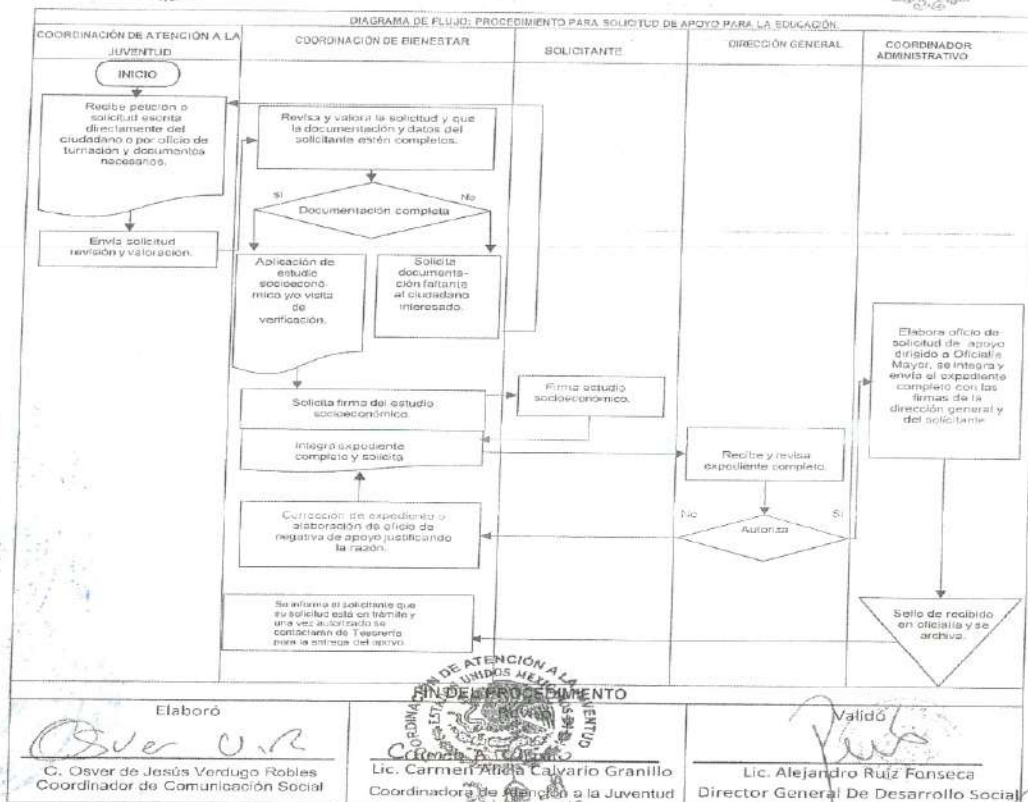 DIAGRAMA DE FLUJO: PROCEDIMIENTO PARA SOLICITUD DE APOYO PARA LA EDUCACIÓN
COORDINACIÓN DE ATENCIÓN A LA
JUVENTUD
COORDINACIÓN DE BIENESTAR
SOLICITANTE
DIRECCIÓN GENERAL
COORDINADOR
ADMINISTRATIVO
INICIO
Recibe petición o
solicitud escrita
directamente del
ciudadano o por oficio de
turnación y documentos
necesarios.
Envía solicitud
revisión y valoración.
Revisa y valora la solicitud y que
la documentación y datos del
solicitante estén completos.
Si
No
Documentación completa
Aplicación de
estudio
socioeconó-
mico y/o visita
de
verificación.
Solicita
documenta-
ción faltante
al ciudadano
interesado.
Solicita firma del estudio
socioeconómico.
Firma estudio
socioeconómico.
Integra expediente
completo y solicita
Recibe y revisa
expediente completo.
No
Si
Autoriza
Corrección de expediente o
elaboración de oficio de
negativa de apoyo justificando
la razón.
Elabora oficio de
solicitud de apoyo
dirigido a Oficialía
Mayor, se integra y
envía el expediente
completo con las
firmas de la
dirección general y
del solicitante
Sello de recibido
en oficialía y se
archiva.
Se informa al solicitante que
su solicitud está en trámite y
una vez autorizado se
contactaran de Tesorería
para la entrega del apoyo.
FIN DEL PROCEDIMIENTO
COORDINACIÓN DE ATENCIÓN A LA JUVENTUD
ESTADOS UNIDOS MEXICANOS
Elaboró
Osver
C. Osver de Jesús Verdugo Robles
Coordinador de Comunicación Social
Lic. Carmen Alicia Calvario Granillo
Coordinadora de Atención a la Juventud
Validó
Lic. Alejandro Ruiz Fonseca
Director General De Desarrollo Social